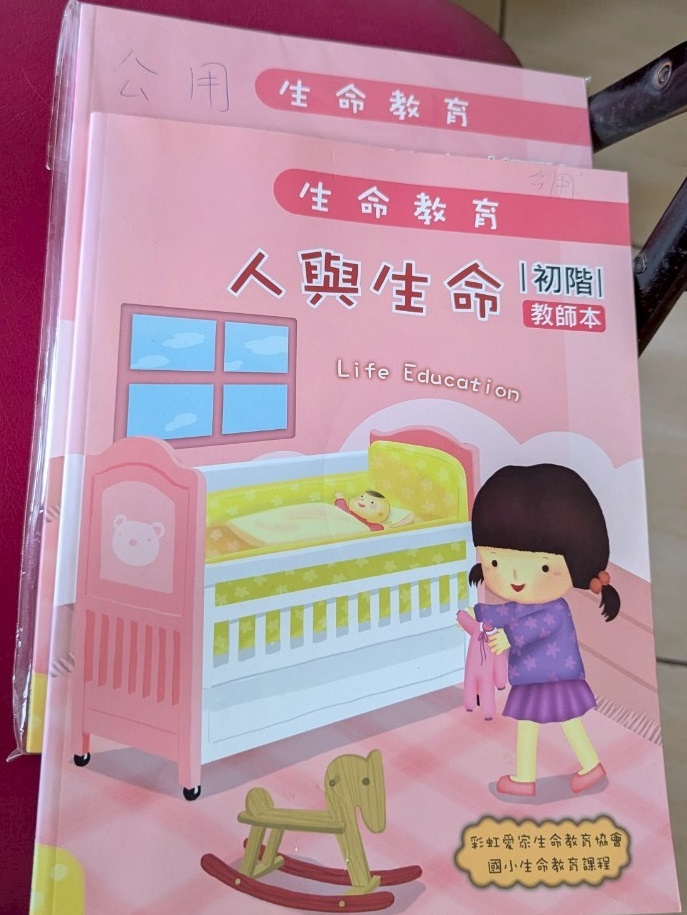 公用
生命教育
公用
生命教育
人與生命
初階
教師本
Life Education
彩虹愛家生命教育協會
國小生命教育課程